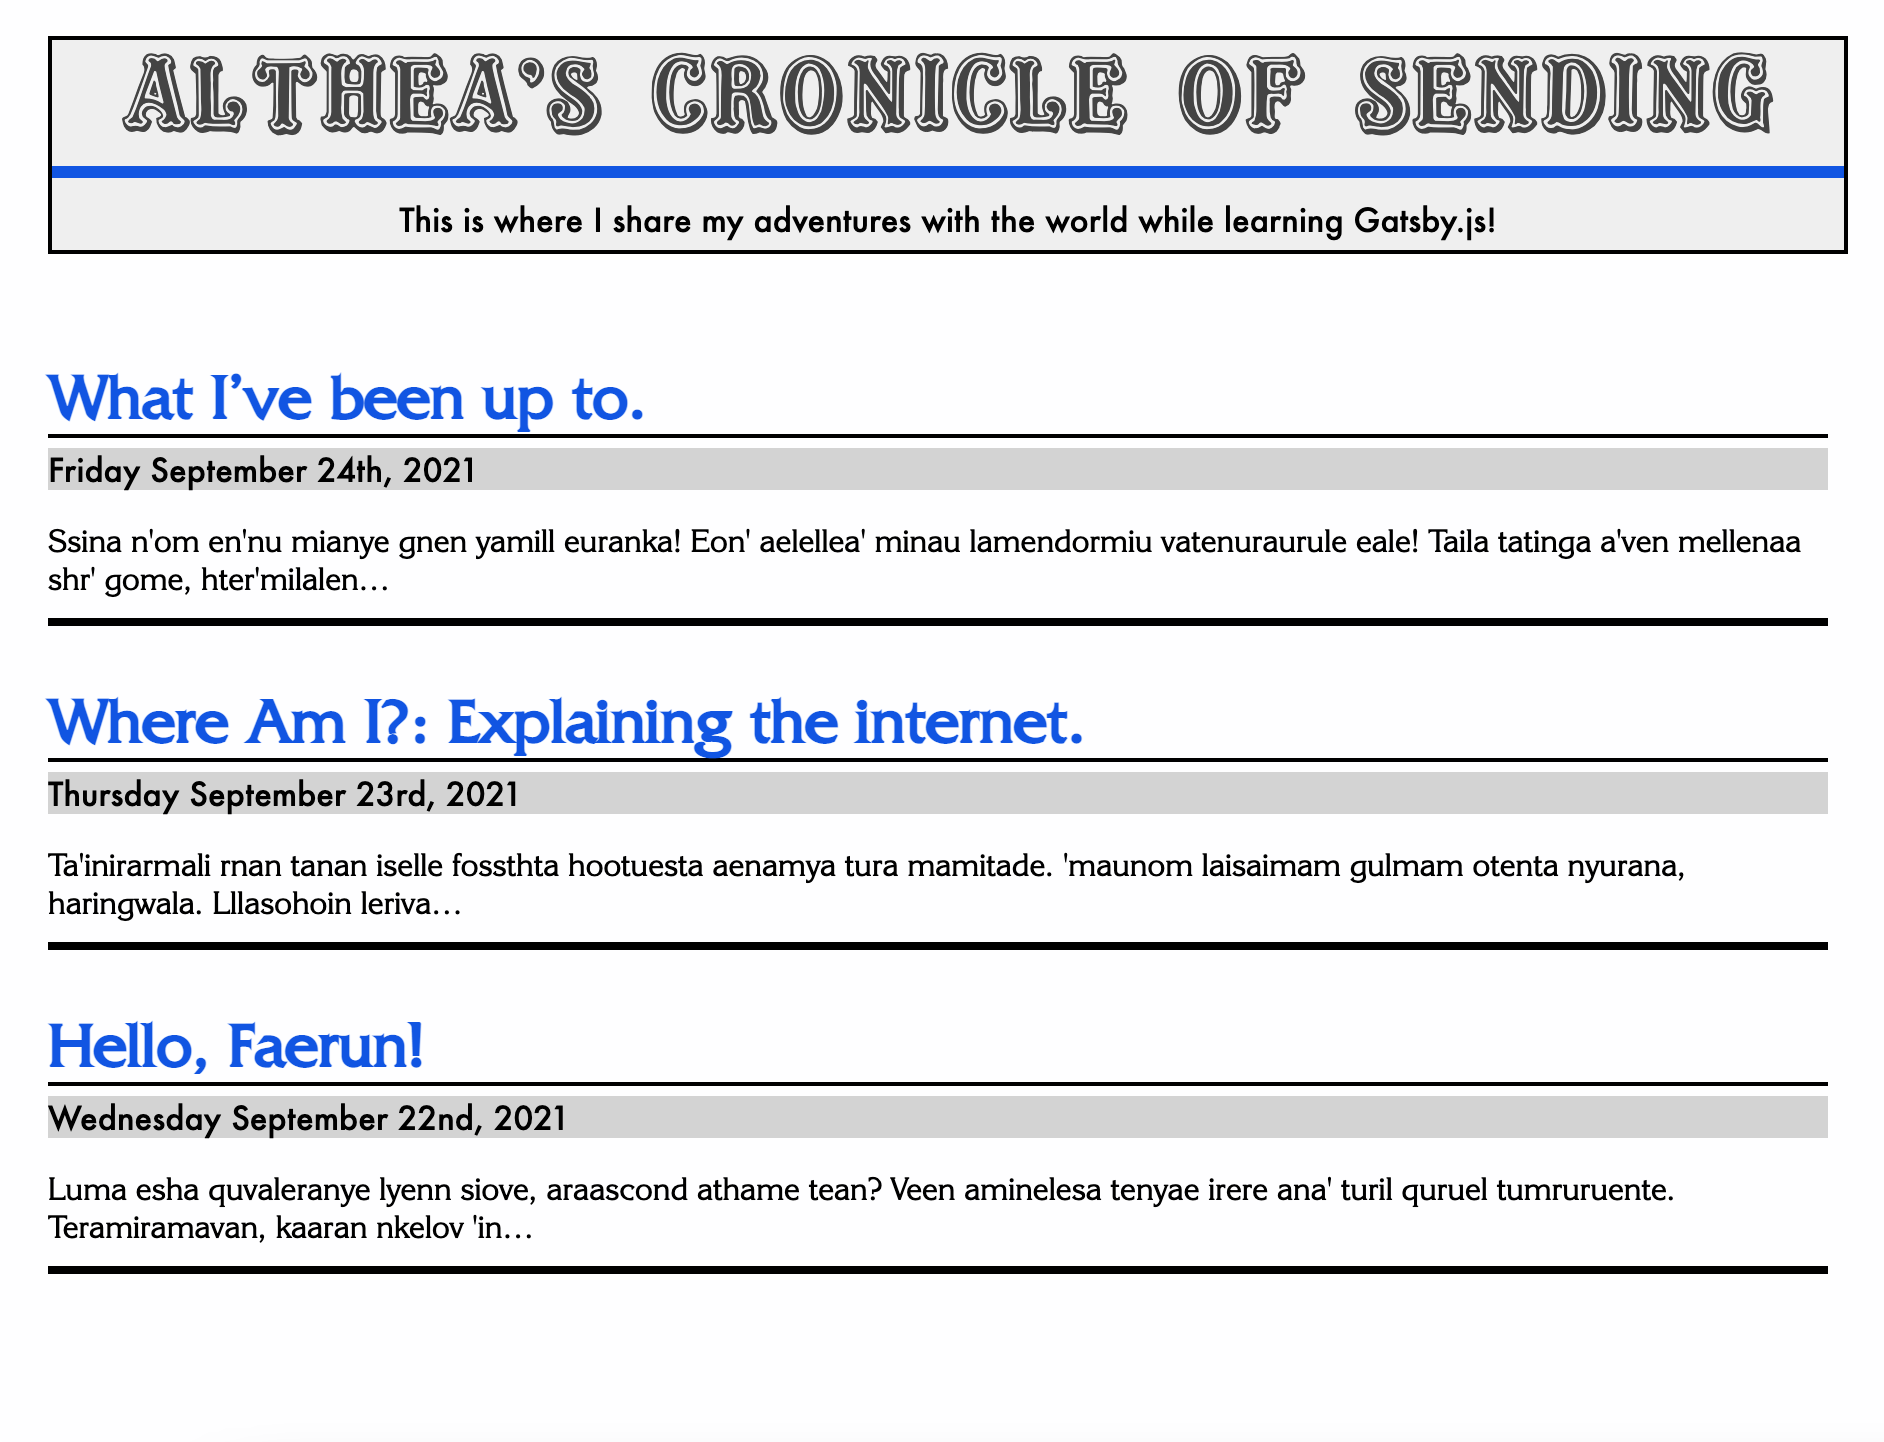 ALTHEA'S CRONICLE OF SENDING
This is where I share my adventures with the world while learning Gatsby.js!
What I’ve been up to.
Friday September 24th, 2021
Ssina n'om en'nu mianye gnen yamill euranka! Eon' aelellea' minau lamendormiu vatenuraurule eale! Taila tatinga a'ven mellenaa
shr' gome, hter'milalen…
Where Am I?: Explaining the internet.
Thursday September 23rd, 2021
Ta'inirarmali rnan tanan iselle fossthta hootuesta aenamya tura mamitade. 'maunom laisaimam gulmam otenta nyurana,
haringwala. Lllasohoin leriva…
Hello, Faerun!
Wednesday September 22nd, 2021
Luma esha quvaleranye lyenn siove, araascond athame tean? Veen aminelesa tenyae irere ana' turil quruel tumruruente.
Teramiramavan, kaaran nkelov 'in…